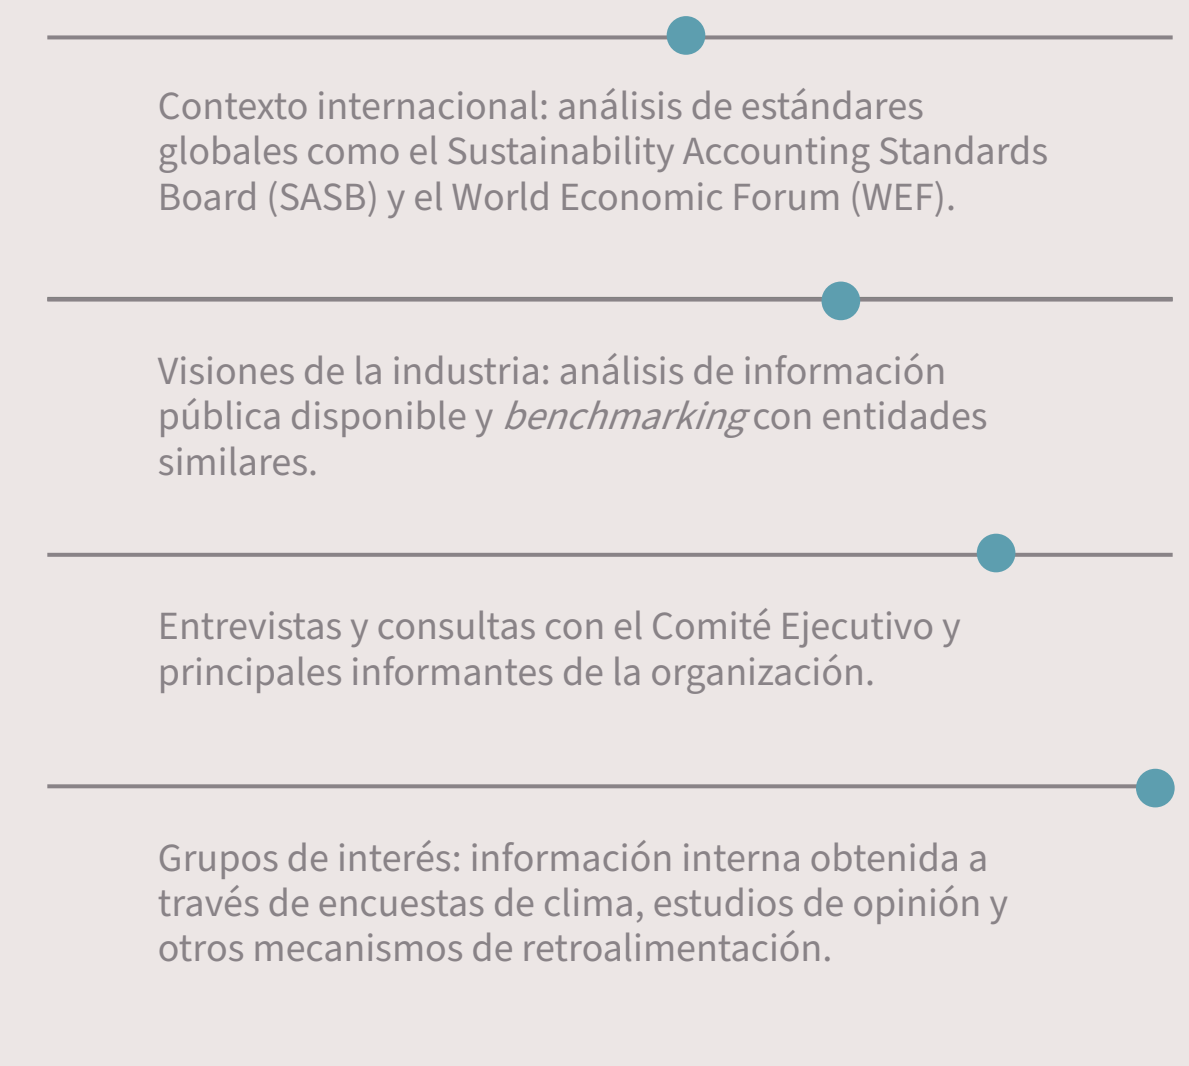 Contexto internacional: análisis de estándares
globales como el Sustainability Accounting Standards
Board (SASB) y el World Economic Forum (WEF).
Visiones de la industria: análisis de información
pública disponible y benchmarking con entidades
similares.
Entrevistas y consultas con el Comité Ejecutivo y
principales informantes de la organización.
Grupos de interés: información interna obtenida a
través de encuestas de clima, estudios de opinión y
otros mecanismos de retroalimentación.